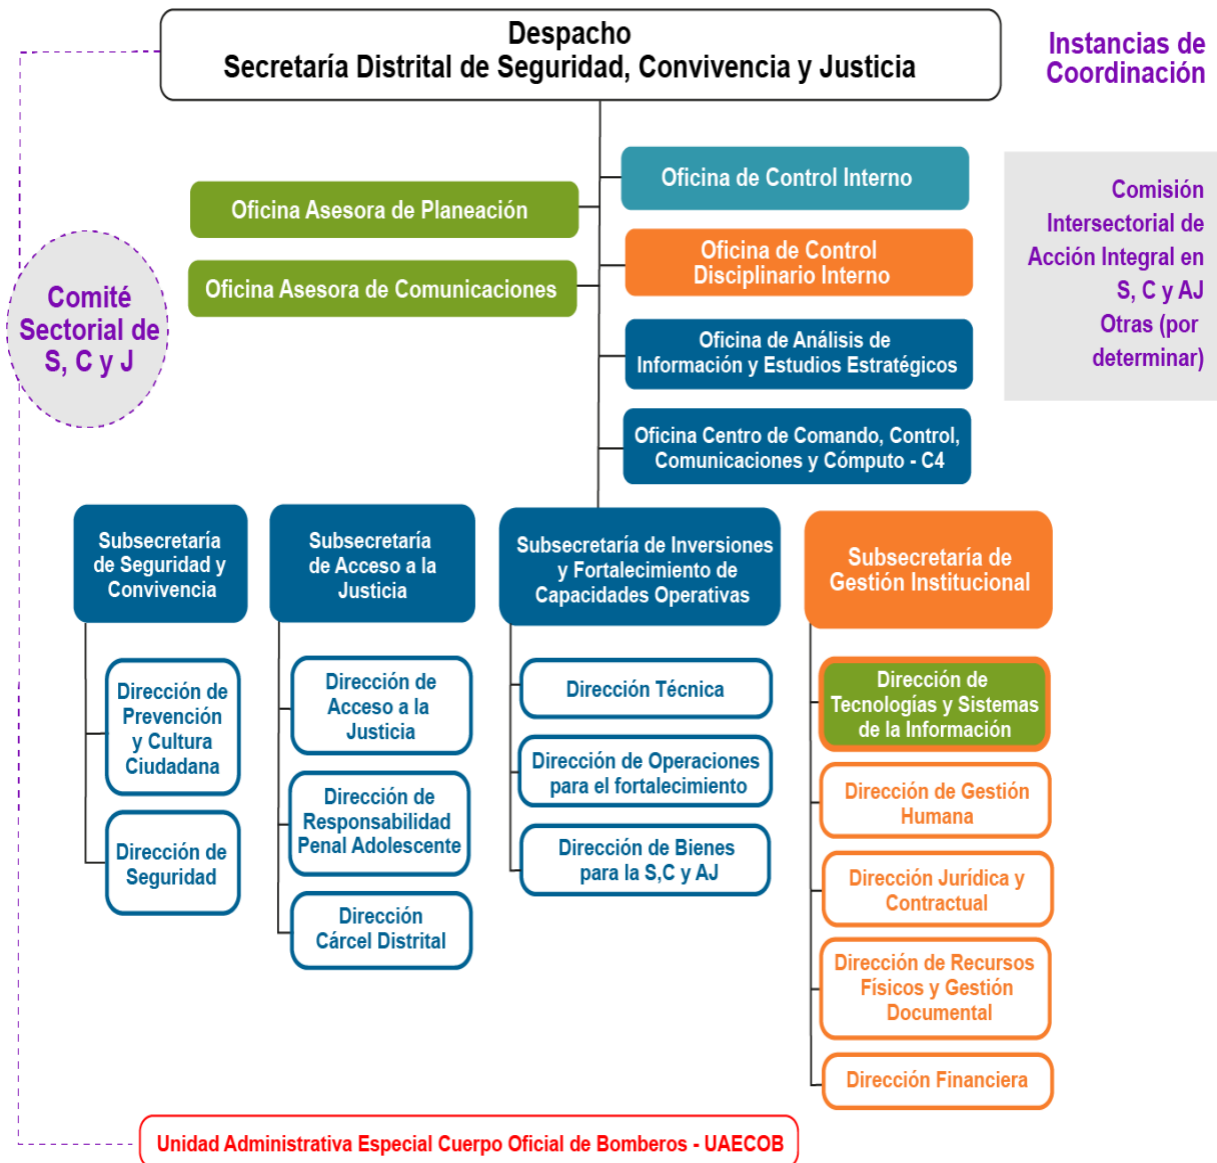 Despacho
Secretaría Distrital de Seguridad, Convivencia y Justicia
Instancias de
Coordinación
Oficina de Control Interno
Oficina Asesora de Planeación
Comisión
Intersectorial de
Acción Integral en
S, C y AJ
Otras (por
determinar)
Oficina de Control
Disciplinario Interno
Oficina Asesora de Comunicaciones
Comité
Sectorial de
S, C y J
Oficina de Análisis de
Información y Estudios Estratégicos
Oficina Centro de Comando, Control,
Comunicaciones y Cómputo - C4
Subsecretaría
de Seguridad y
Convivencia
Subsecretaría
de Acceso a la
Justicia
Subsecretaría de Inversiones
y Fortalecimiento de
Capacidades Operativas
Subsecretaría de
Gestión Institucional
Dirección de
Prevención
y Cultura
Ciudadana
Dirección de
Seguridad
Dirección de
Acceso a la
Justicia
Dirección de
Responsabilidad
Penal Adolescente
Dirección
Cárcel Distrital
Dirección Técnica
Dirección de Operaciones
para el fortalecimiento
Dirección de Bienes
para la S,C y AJ
Dirección de
Tecnologías y Sistemas
de la Información
Dirección de Gestión
Humana
Dirección Jurídica y
Contractual
Dirección de Recursos
Físicos y Gestión
Documental
Dirección Financiera
Unidad Administrativa Especial Cuerpo Oficial de Bomberos - UAECOB